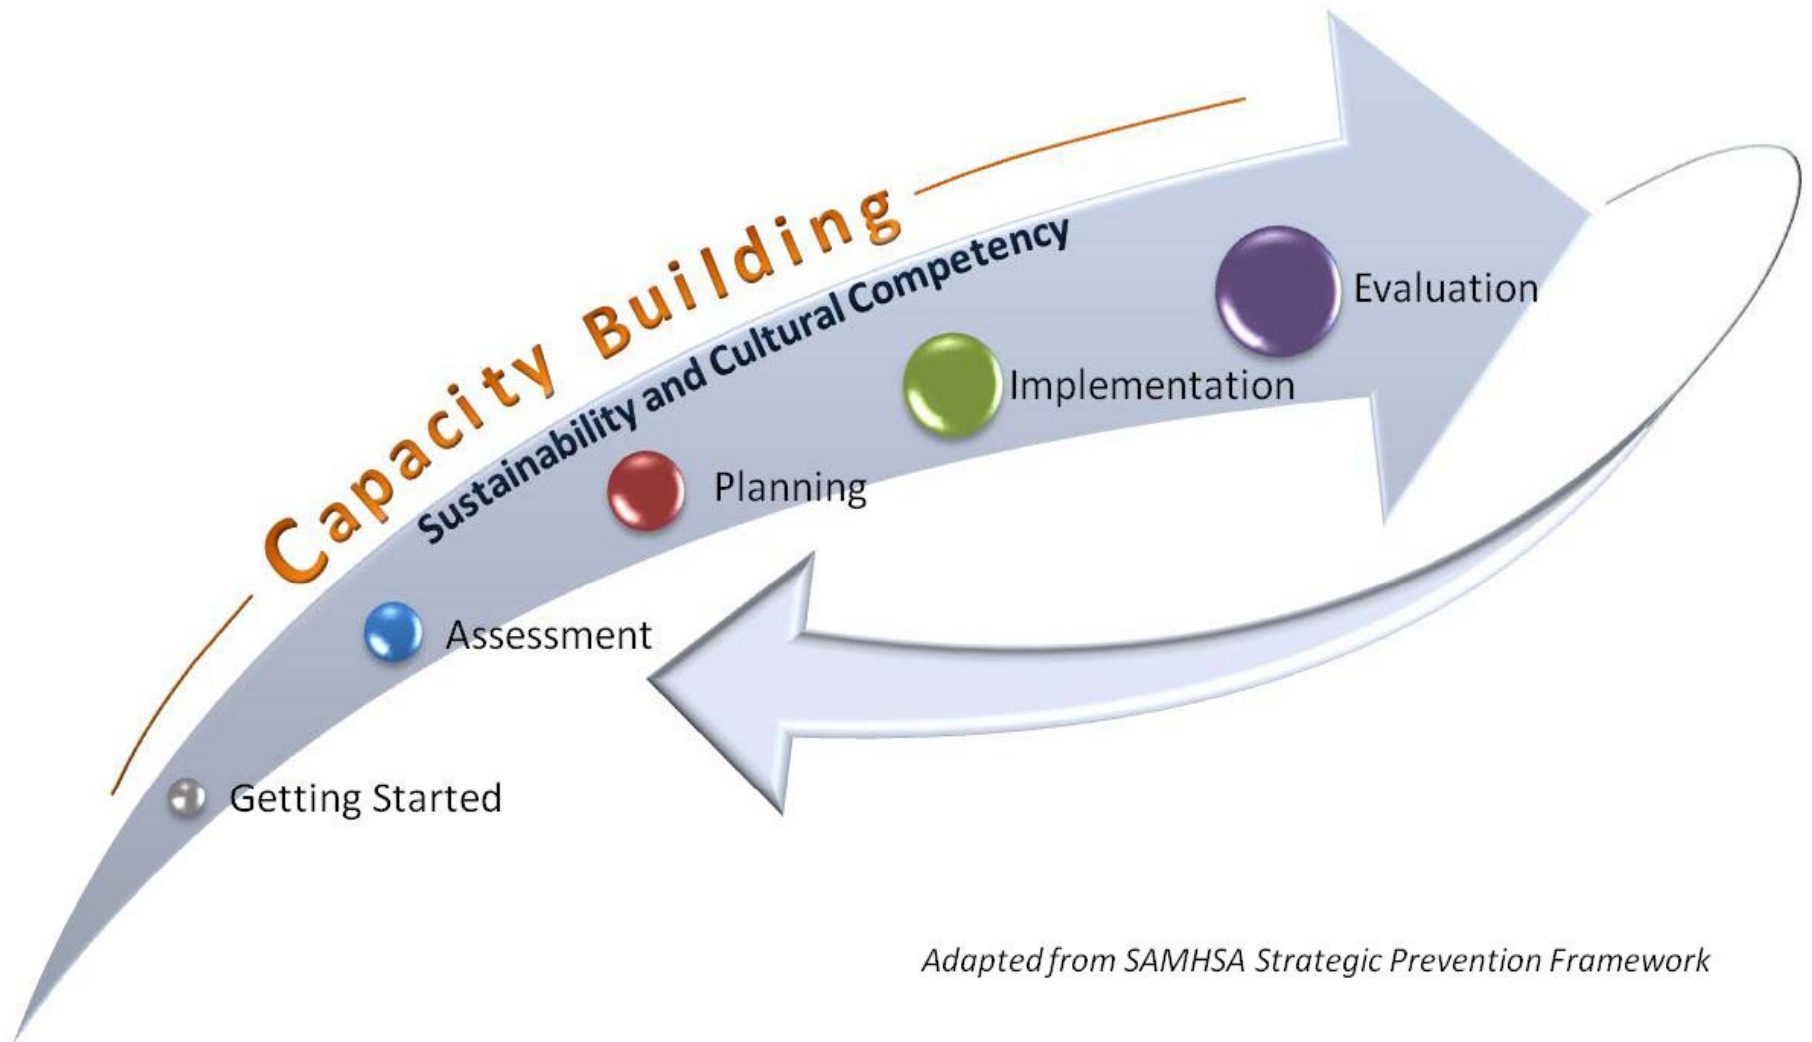 Capacity Building
Sustainability and Cultural Competency
Evaluation
Implementation
Planning
Assessment
Getting Started
Adapted from SAMHSA Strategic Prevention Framework